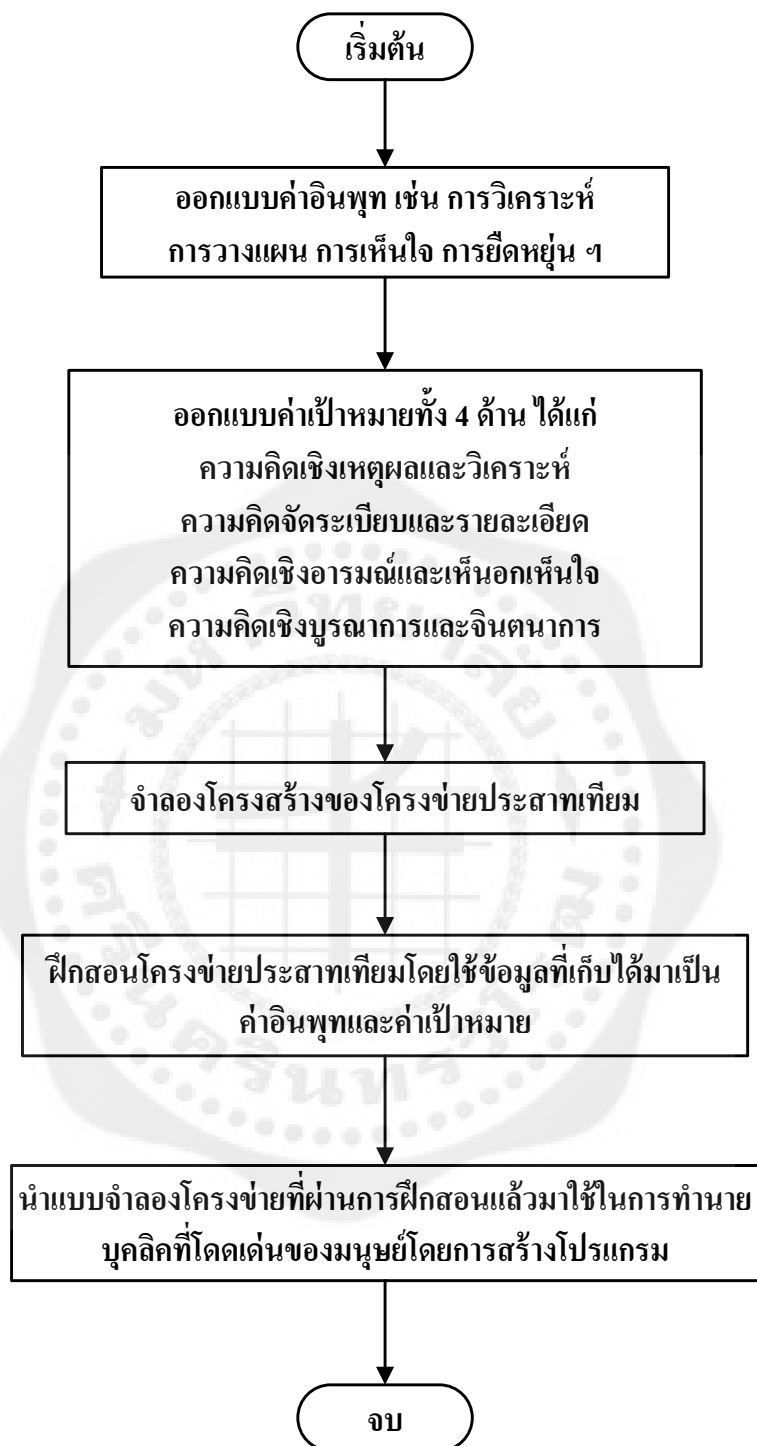 เริ่มต้น
ออกแบบค่าอินพุท เช่น การวิเคราะห์
การวางแผน การเห็นใจ การยืดหยุ่น ฯ
ออกแบบค่าเป้าหมายทั้ง 4 ด้าน ได้แก่
ความคิดเชิงเหตุผลและวิเคราะห์
ความคิดจัดระเบียบและรายละเอียด
ความคิดเชิงอารมณ์และเห็นอกเห็นใจ
ความคิดเชิงบูรณาการและจินตนาการ
จำลองโครงสร้างของโครงข่ายประสาทเทียม
ฝึกสอนโครงข่ายประสาทเทียมโดยใช้ข้อมูลที่เก็บได้มาเป็น
ค่าอินพุทและค่าเป้าหมาย
นำแบบจำลองโครงข่ายที่ผ่านการฝึกสอนแล้วมาใช้ในการทำนาย
บุคลิคที่โดดเด่นของมนุษย์โดยการสร้างโปรแกรม
จบ